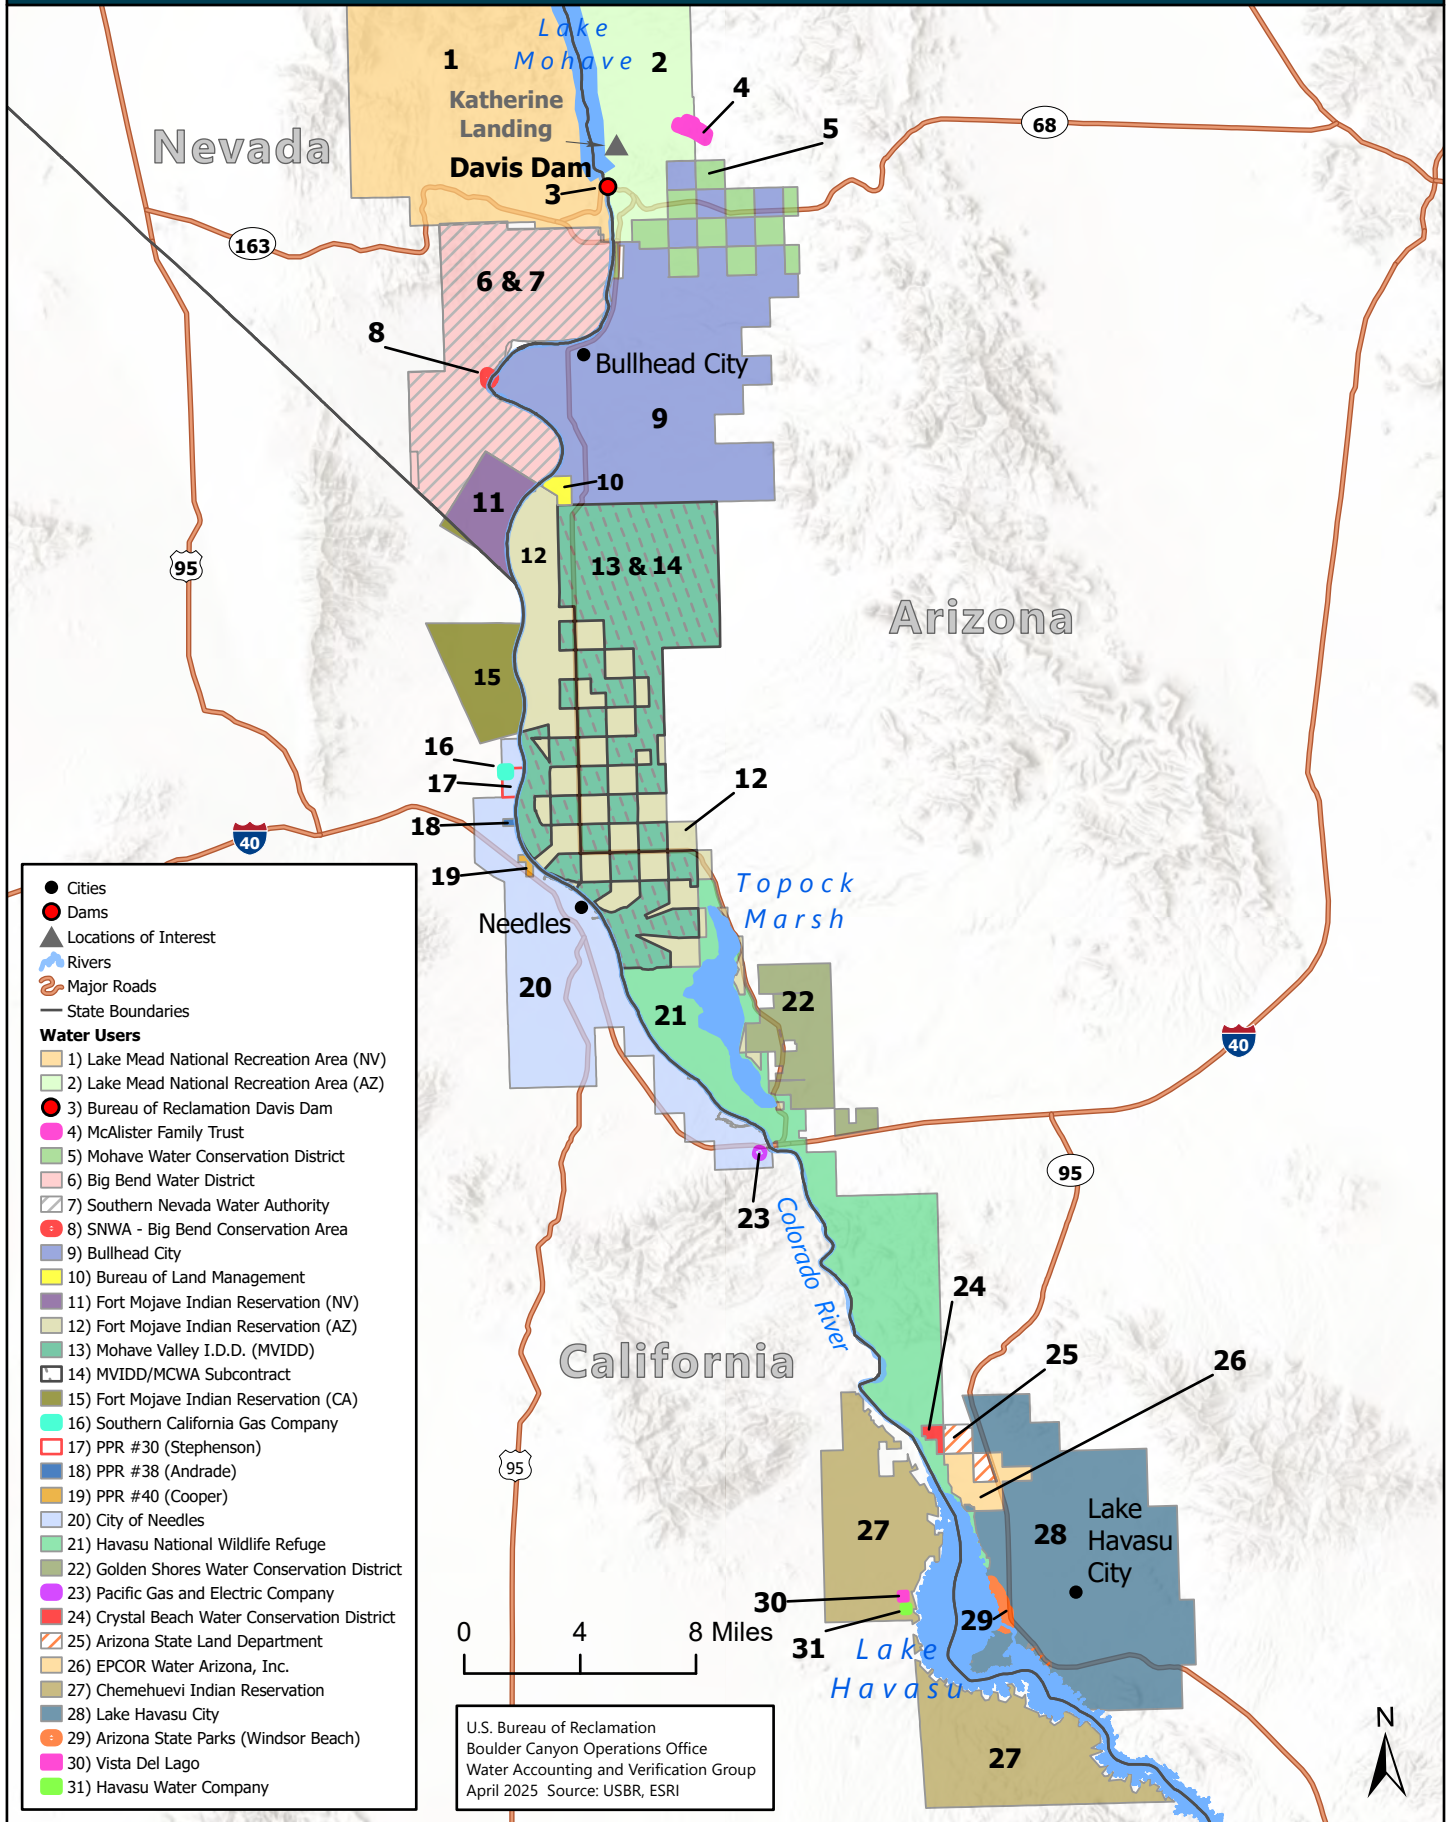 Lake
Mohave
1
2
Katherine
Landing
4
5
68
Nevada
Davis Dam
3
163
6 & 7
8
Bullhead City
9
10
11
12
13 & 14
95
Arizona
15
16
17
12
18
40
19
Topock
Marsh
Needles
20
21
22
40
95
23
Colorado River
24
California
25
26
95
27
28
Lake
Havasu
City
30
29
31
Lake
Havasu
27
Cities
Dams
Locations of Interest
Rivers
Major Roads
State Boundaries
Water Users
1) Lake Mead National Recreation Area (NV)
2) Lake Mead National Recreation Area (AZ)
3) Bureau of Reclamation Davis Dam
4) McAlister Family Trust
5) Mohave Water Conservation District
6) Big Bend Water District
7) Southern Nevada Water Authority
8) SNWA - Big Bend Conservation Area
9) Bullhead City
10) Bureau of Land Management
11) Fort Mojave Indian Reservation (NV)
12) Fort Mojave Indian Reservation (AZ)
13) Mohave Valley I.D.D. (MVIDD)
14) MVIDD/MCWA Subcontract
15) Fort Mojave Indian Reservation (CA)
16) Southern California Gas Company
17) PPR #30 (Stephenson)
18) PPR #38 (Andrade)
19) PPR #40 (Cooper)
20) City of Needles
21) Havasu National Wildlife Refuge
22) Golden Shores Water Conservation District
23) Pacific Gas and Electric Company
24) Crystal Beach Water Conservation District
25) Arizona State Land Department
26) EPCOR Water Arizona, Inc.
27) Chemehuevi Indian Reservation
28) Lake Havasu City
29) Arizona State Parks (Windsor Beach)
30) Vista Del Lago
31) Havasu Water Company
0 4 8 Miles
U.S. Bureau of Reclamation
Boulder Canyon Operations Office
Water Accounting and Verification Group
April 2025 Source: USBR, ESRI
N